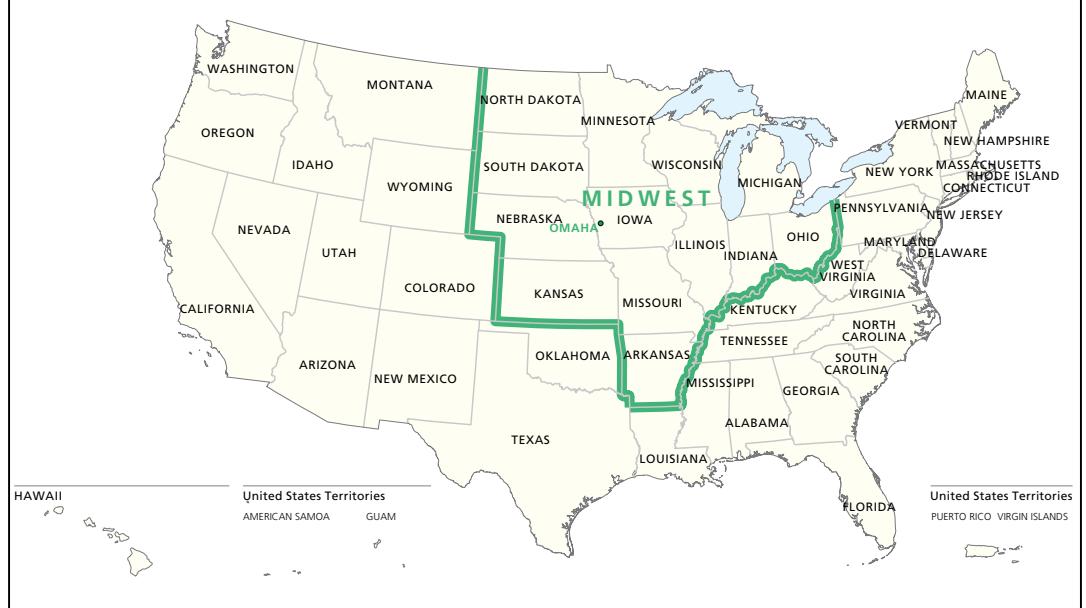 WASHINGTON
MONTANA
NORTH DAKOTA
MINNESOTA
MAINE
VERMONT
NEW HAMPSHIRE
OREGON
IDAHO
WYOMING
SOUTH DAKOTA
WISCONSIN
MICHIGAN
NEW YORK
MASSACHUSETTS
RHODE ISLAND
CONNECTICUT
MIDWEST
NEBRASKA
OMAHA
IOWA
PENNSYLVANIA
NEW JERSEY
NEVADA
UTAH
COLORADO
ILLINOIS
INDIANA
OHIO
MARYLAND
DELAWARE
WEST
VIRGINIA
VIRGINIA
CALIFORNIA
KANSAS
MISSOURI
KENTUCKY
ARIZONA
NEW MEXICO
OKLAHOMA
ARKANSAS
TENNESSEE
NORTH
CAROLINA
SOUTH
CAROLINA
MISSISSIPPI
GEORGIA
ALABAMA
TEXAS
LOUISIANA
FLORIDA
HAWAII
United States Territories
AMERICAN SAMOA GUAM
United States Territories
PUERTO RICO VIRGIN ISLANDS